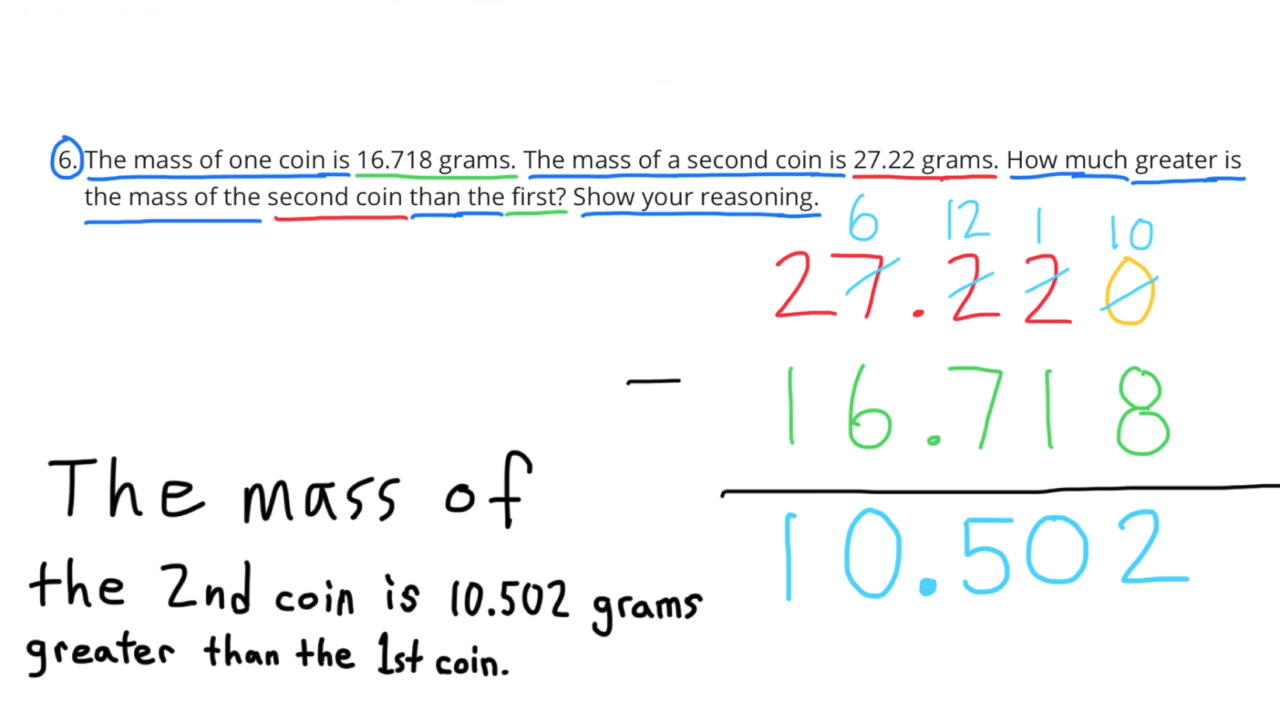 6. The mass of one coin is 16.718 grams. The mass of a second coin is 27.22 grams. How much greater is
the mass of the second coin than the first? Show your reasoning.
6 12 1 10
27.220
− 16.718
10.502
The mass of
the 2nd coin is 10.502 grams
greater than the 1st coin.